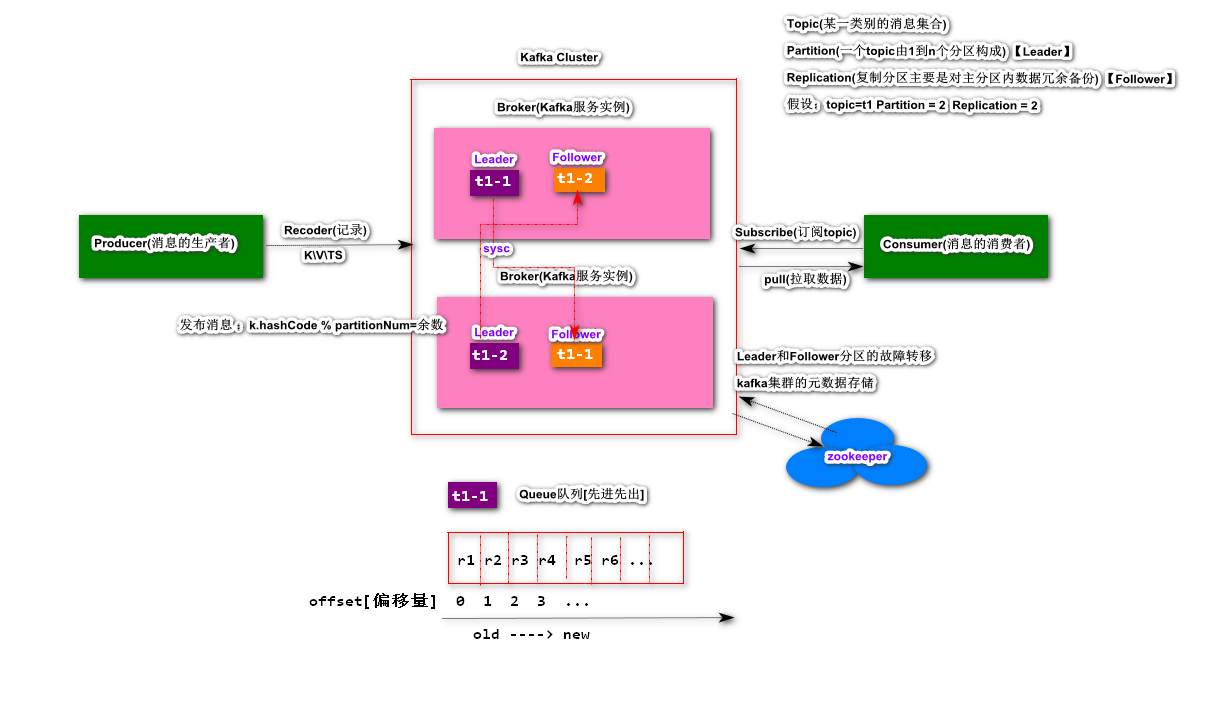 Topic(某一类别的消息集合)
Partition(一个topic由1到n个分区构成)【Leader】
Replication(复制分区主要是对主分区内数据冗余备份)【Follower】
假设：topic=t1 Partition = 2 Replication = 2
Kafka Cluster
Broker(Kafka服务实例)
Leader
Follower
t1-1
t1-2
Producer(消息的生产者)
Recoder(记录)
K\V\TS
sysc
Subscribe(订阅topic)
pull(拉取数据)
Consumer(消息的消费者)
Broker(Kafka服务实例)
发布消息：k.hashCode % partitionNum=余数
Leader
Follower
t1-2
t1-1
Leader和Follower分区的故障转移
kafka集群的元数据存储
zookeeper
t1-1
Queue队列[先进先出]
r1 r2 r3 r4 r5 r6 ...
offset[偏移量] 0 1 2 3 ...
old ----> new